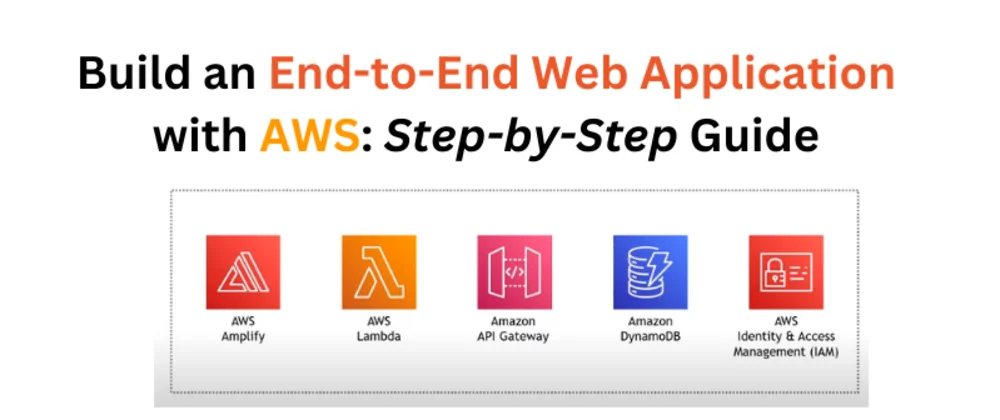 Build an End-to-End Web Application
with AWS: Step-by-Step Guide
</>
AWS
Amplify
AWS
Lambda
Amazon
API Gateway
Amazon
DynamoDB
AWS
Identity & Access
Management (IAM)